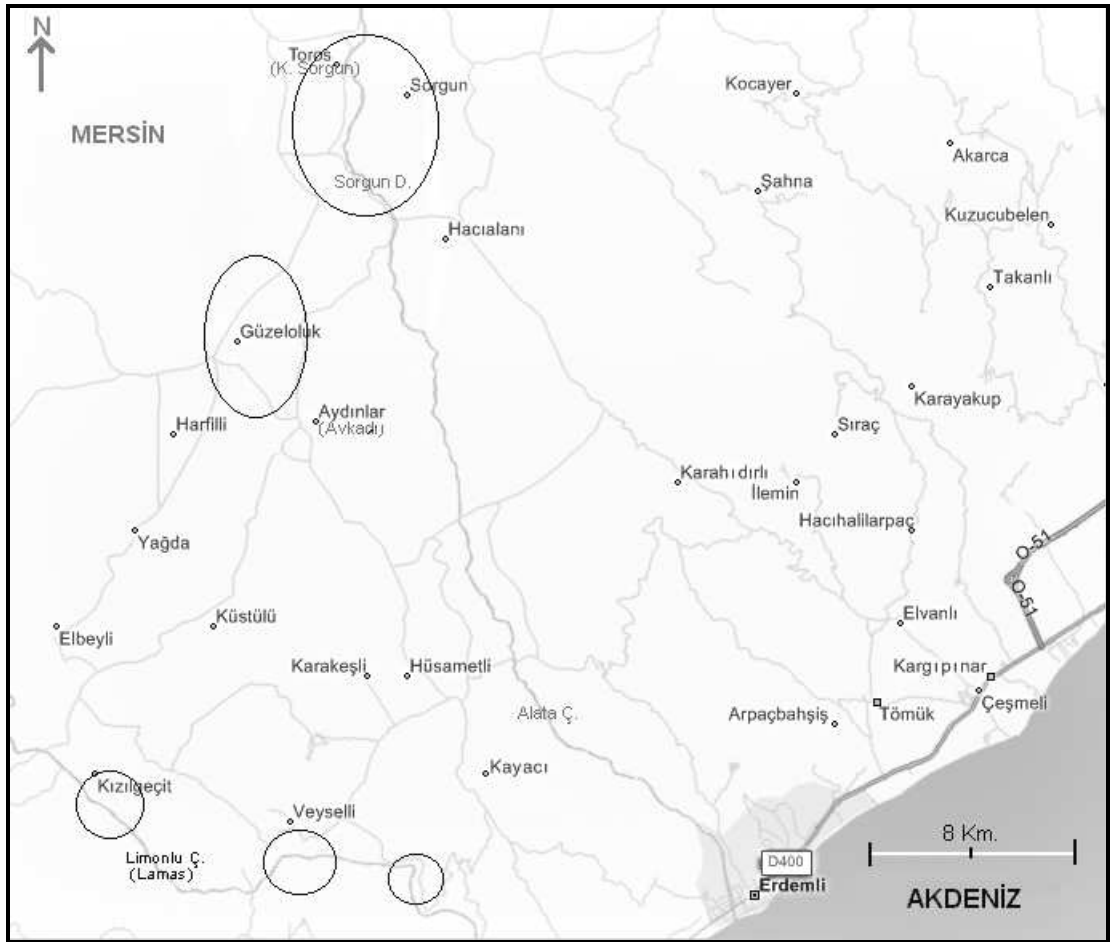 N
Toros
(K. Sorgun)
Sorgun
Kocayer
MERSİN
Akarca
Sorgun D.
Şahna
Kuzucubelen
Hacıalanı
Takanlı
Güzeloluk
Karayakup
Aydınlar
(Avkadı)
Harfilli
Sıraç
Karahıdırlı
İlemin
Hacıhalilarpaç
Yağda
O-51
O-51
Elvanlı
Küstülü
Elbeyli
Karakeşli
Hüsametli
Kargıpınar
Çeşmeli
Alata Ç.
Arpaçbahşiş
Tömük
Kızılgeçit
Kayacı
Veyselli
8 Km.
Limonlu Ç.
(Lamas)
D400
Erdemli
AKDENİZ